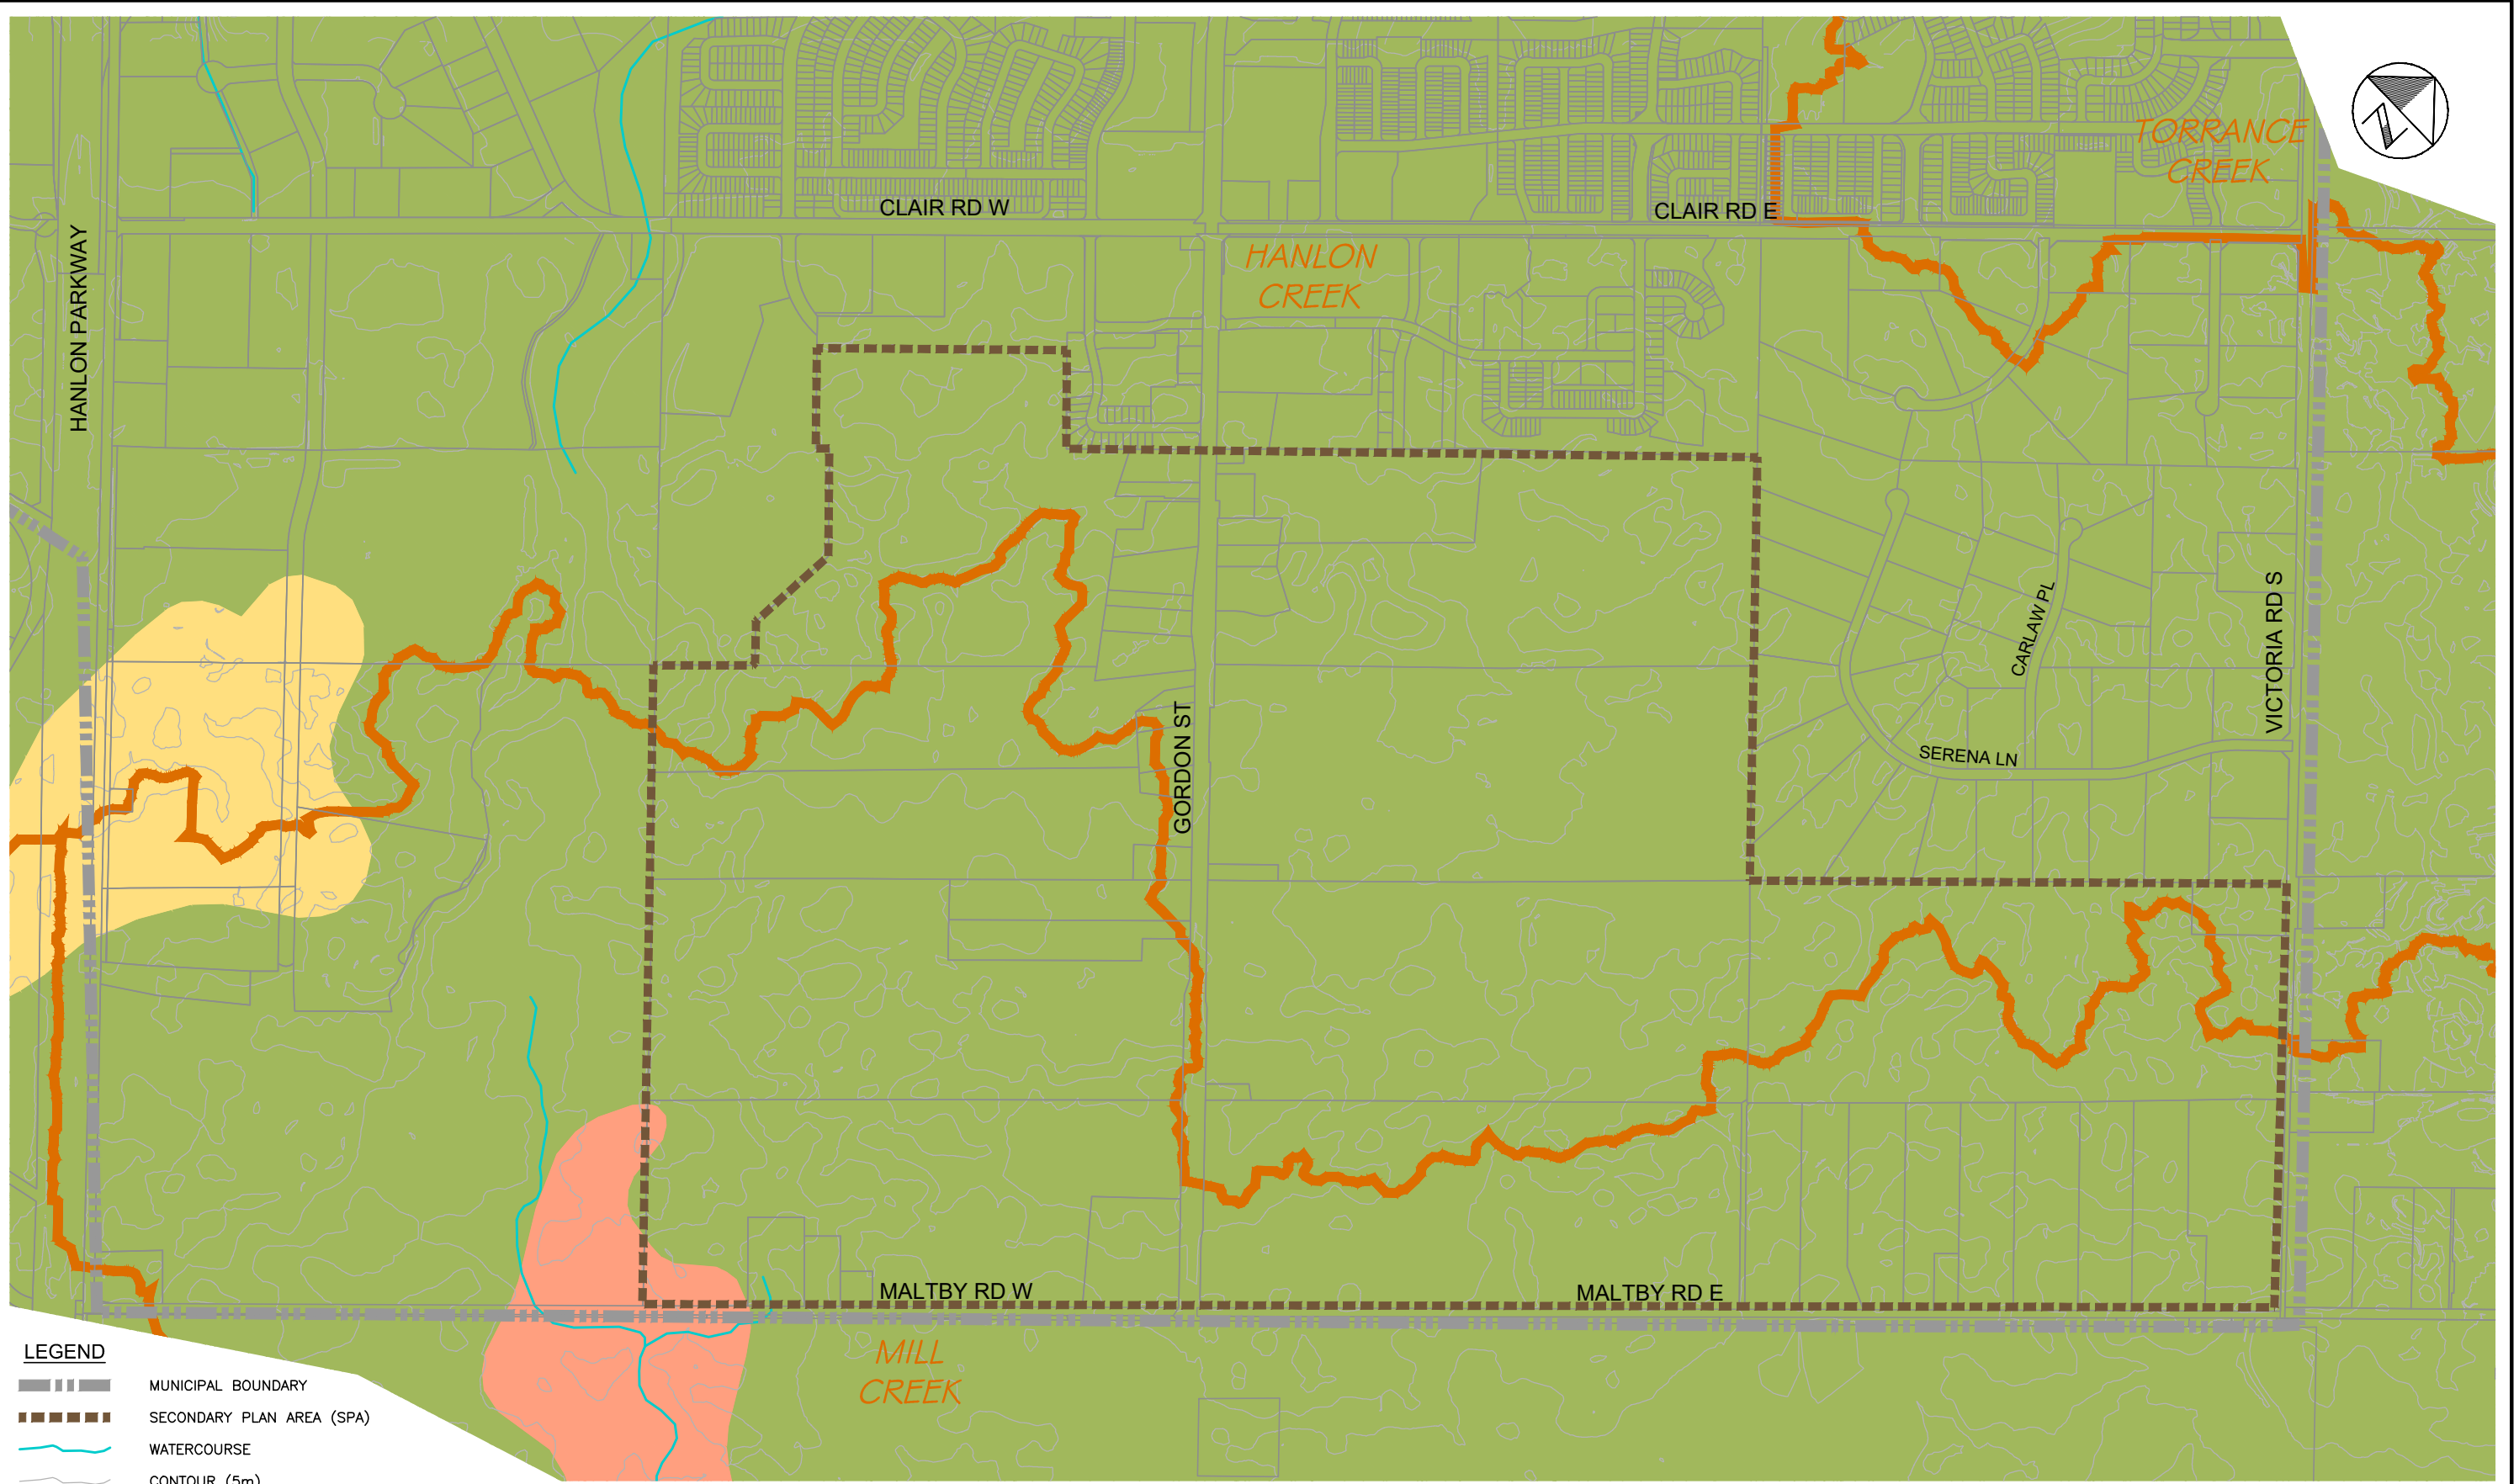 TORRANCE
CREEK
CLAIR RD W
CLAIR RD E
HANLON
CREEK
HANLON PARKWAY
CARLAW PL
VICTORIA RD S
GORDON ST
SERENA LN
MALTBY RD W
MALTBY RD E
MILL
CREEK
LEGEND
MUNICIPAL BOUNDARY
SECONDARY PLAN AREA (SPA)
WATERCOURSE
CONTOUR (5m)